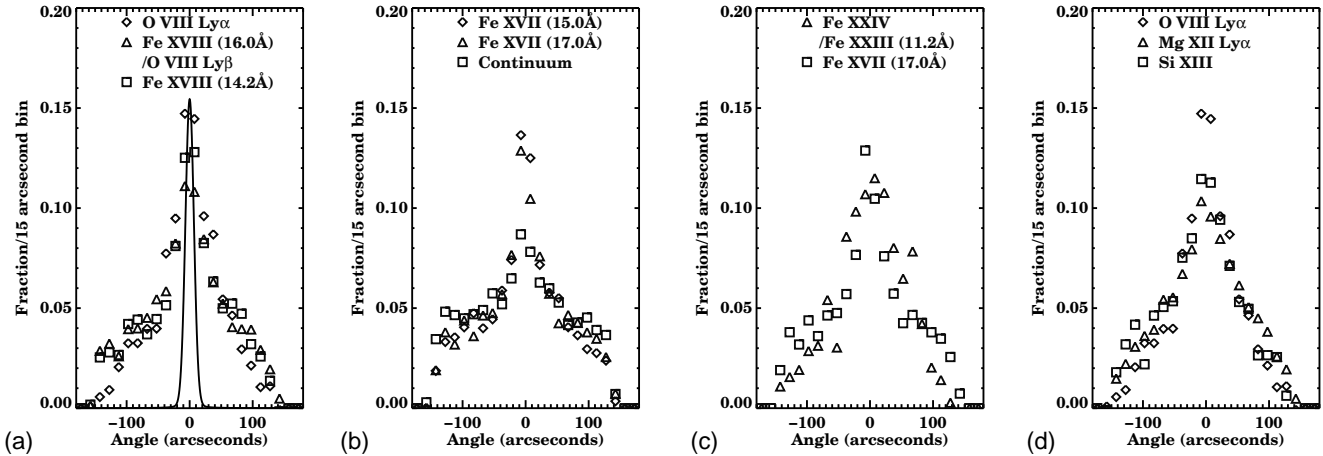 0.20
0.15
0.10
0.05
0.00
Fraction/15 arcsecond bin
O VIII Lyα
Fe XVIII (16.0Å)
/O VIII Lyβ
Fe XVIII (14.2Å)
−100 0 100
Angle (arcseconds)
(a)
0.20
0.15
0.10
0.05
0.00
Fraction/15 arcsecond bin
Fe XVII (15.0Å)
Fe XVII (17.0Å)
Continuum
−100 0 100
Angle (arcseconds)
(b)
0.20
0.15
0.10
0.05
0.00
Fraction/15 arcsecond bin
Fe XXIV
/Fe XXIII (11.2Å)
Fe XVII (17.0Å)
−100 0 100
Angle (arcseconds)
(c)
0.20
0.15
0.10
0.05
0.00
Fraction/15 arcsecond bin
O VIII Lyα
Mg XII Lyα
Si XIII
−100 0 100
Angle (arcseconds)
(d)